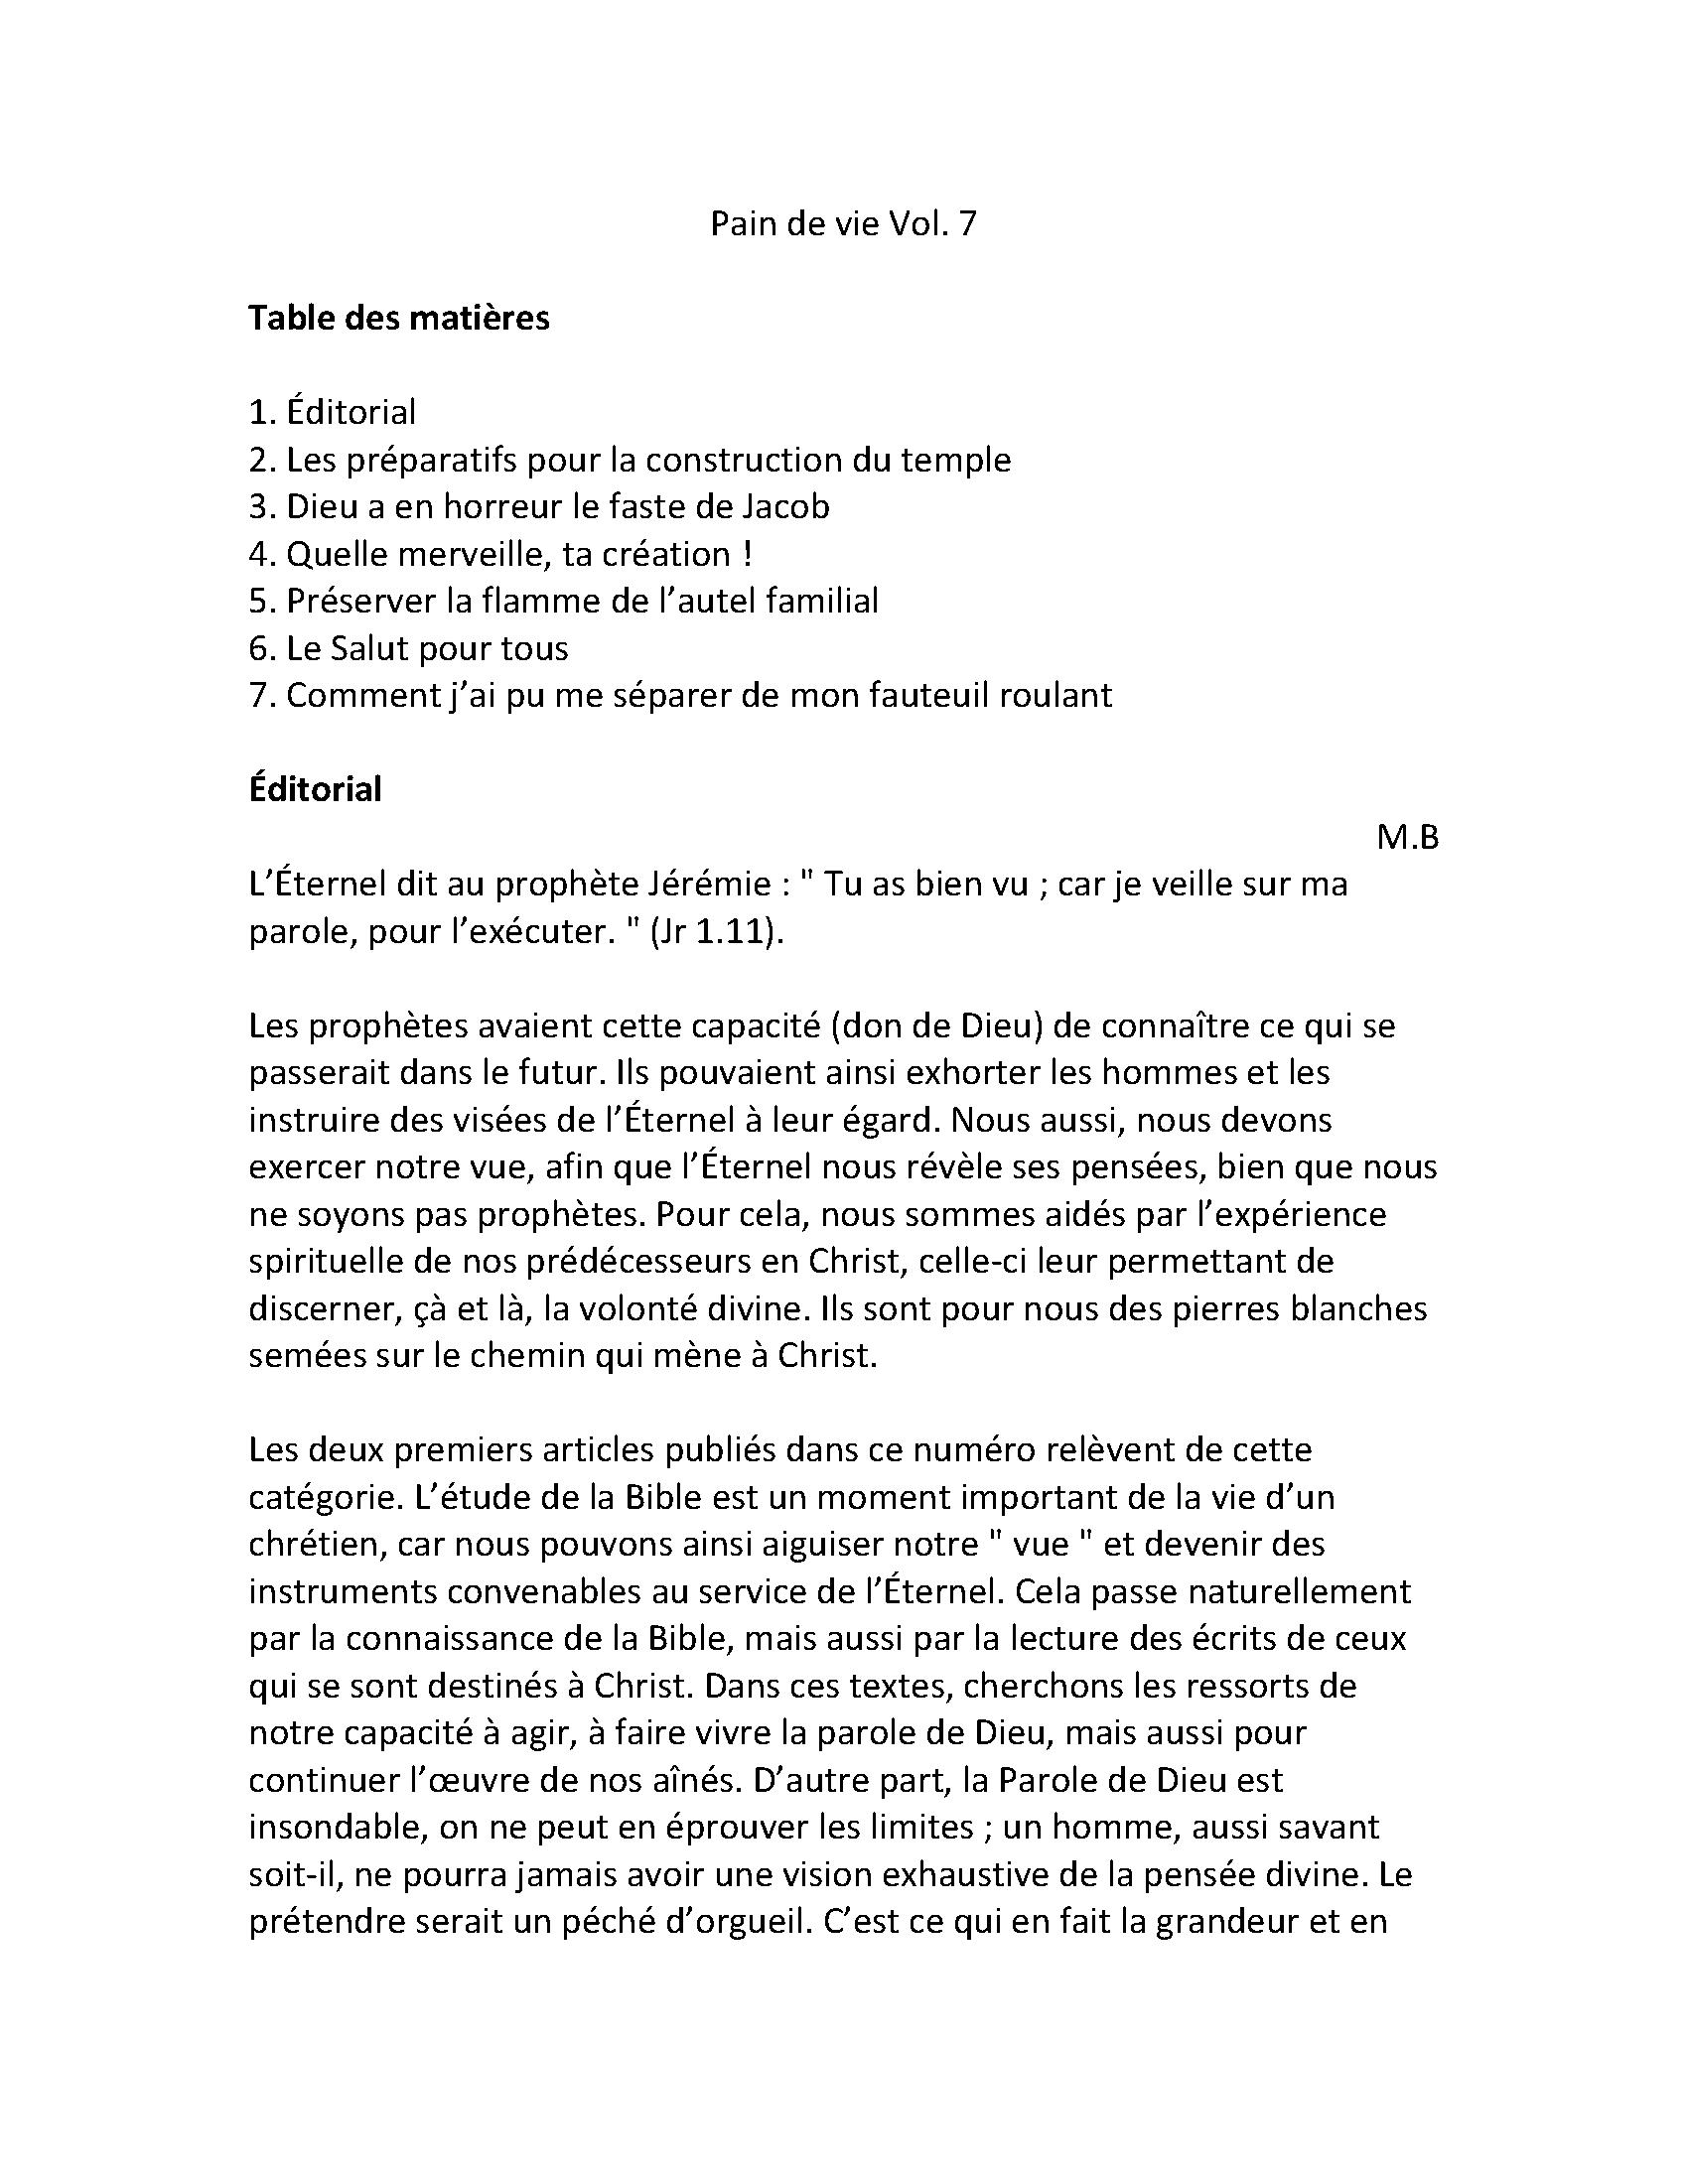 Pain de vie Vol. 7
Table des matières
1. Éditorial
2. Les préparatifs pour la construction du temple
3. Dieu a en horreur le faste de Jacob
4. Quelle merveille, ta création !
5. Préserver la flamme de l’autel familial
6. Le Salut pour tous
7. Comment j’ai pu me séparer de mon fauteuil roulant
Éditorial
M.B
L’Éternel dit au prophète Jérémie : " Tu as bien vu ; car je veille sur ma
parole, pour l’exécuter. " (Jr 1.11).
Les prophètes avaient cette capacité (don de Dieu) de connaître ce qui se
passerait dans le futur. Ils pouvaient ainsi exhorter les hommes et les
instruire des visées de l’Éternel à leur égard. Nous aussi, nous devons
exercer notre vue, afin que l’Éternel nous révèle ses pensées, bien que nous
ne soyons pas prophètes. Pour cela, nous sommes aidés par l’expérience
spirituelle de nos prédécesseurs en Christ, celle-ci leur permettant de
discerner, çà et là, la volonté divine. Ils sont pour nous des pierres blanches
semées sur le chemin qui mène à Christ.
Les deux premiers articles publiés dans ce numéro relèvent de cette
catégorie. L’étude de la Bible est un moment important de la vie d’un
chrétien, car nous pouvons ainsi aiguiser notre " vue " et devenir des
instruments convenables au service de l’Éternel. Cela passe naturellement
par la connaissance de la Bible, mais aussi par la lecture des écrits de ceux
qui se sont destinés à Christ. Dans ces textes, cherchons les ressorts de
notre capacité à agir, à faire vivre la parole de Dieu, mais aussi pour
continuer l’œuvre de nos aînés. D’autre part, la Parole de Dieu est
insondable, on ne peut en éprouver les limites ; un homme, aussi savant
soit-il, ne pourra jamais avoir une vision exhaustive de la pensée divine. Le
prétendre serait un péché d’orgueil. C’est ce qui en fait la grandeur et en